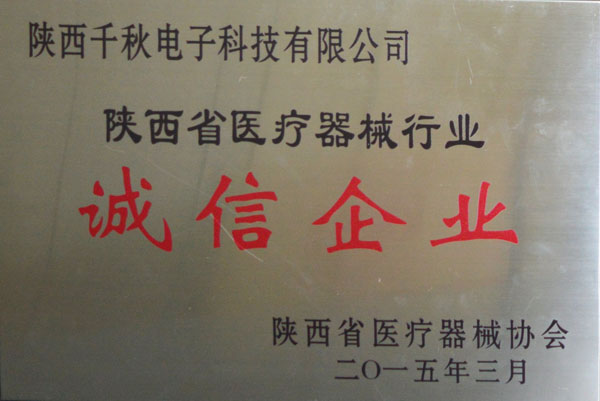 陕西千秋电子科技有限公司
陕西省医疗器械行业
诚信企业
陕西省医疗器械协会
二〇一五年三月